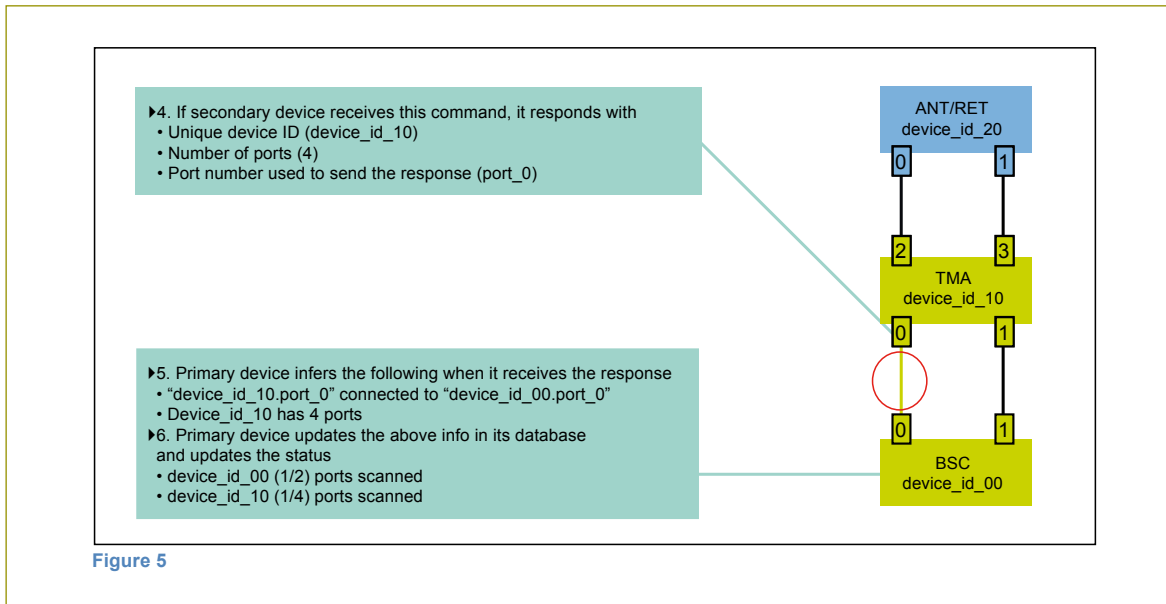 ▶4. If secondary device receives this command, it responds with
• Unique device ID (device_id_10)
• Number of ports (4)
• Port number used to send the response (port_0)
ANT/RET
device_id_20
0 1
2 3
TMA
device_id_10
0 1
▶5. Primary device infers the following when it receives the response
• “device_id_10.port_0” connected to “device_id_00.port_0”
• Device_id_10 has 4 ports
▶6. Primary device updates the above info in its database
and updates the status
• device_id_00 (1/2) ports scanned
• device_id_10 (1/4) ports scanned
0 1
BSC
device_id_00
Figure 5